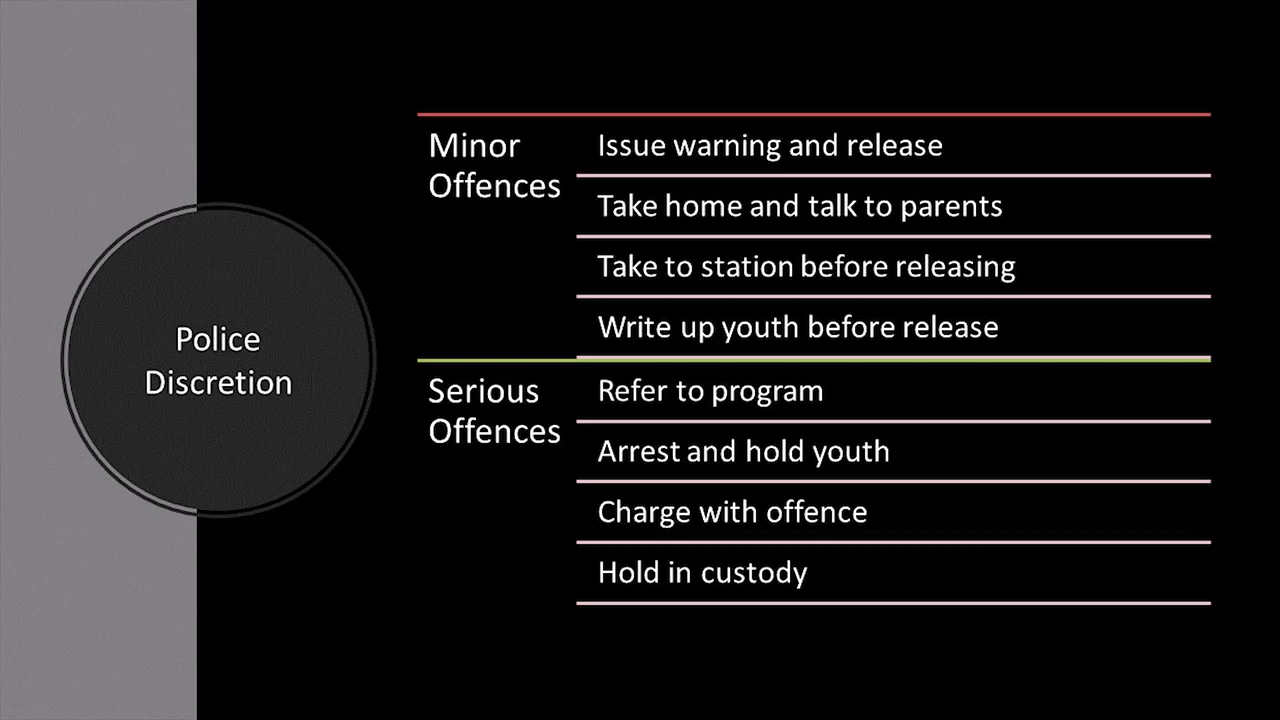 Police
Discretion
Minor
Offences
Issue warning and release
Take home and talk to parents
Take to station before releasing
Write up youth before release
Serious
Offences
Refer to program
Arrest and hold youth
Charge with offence
Hold in custody